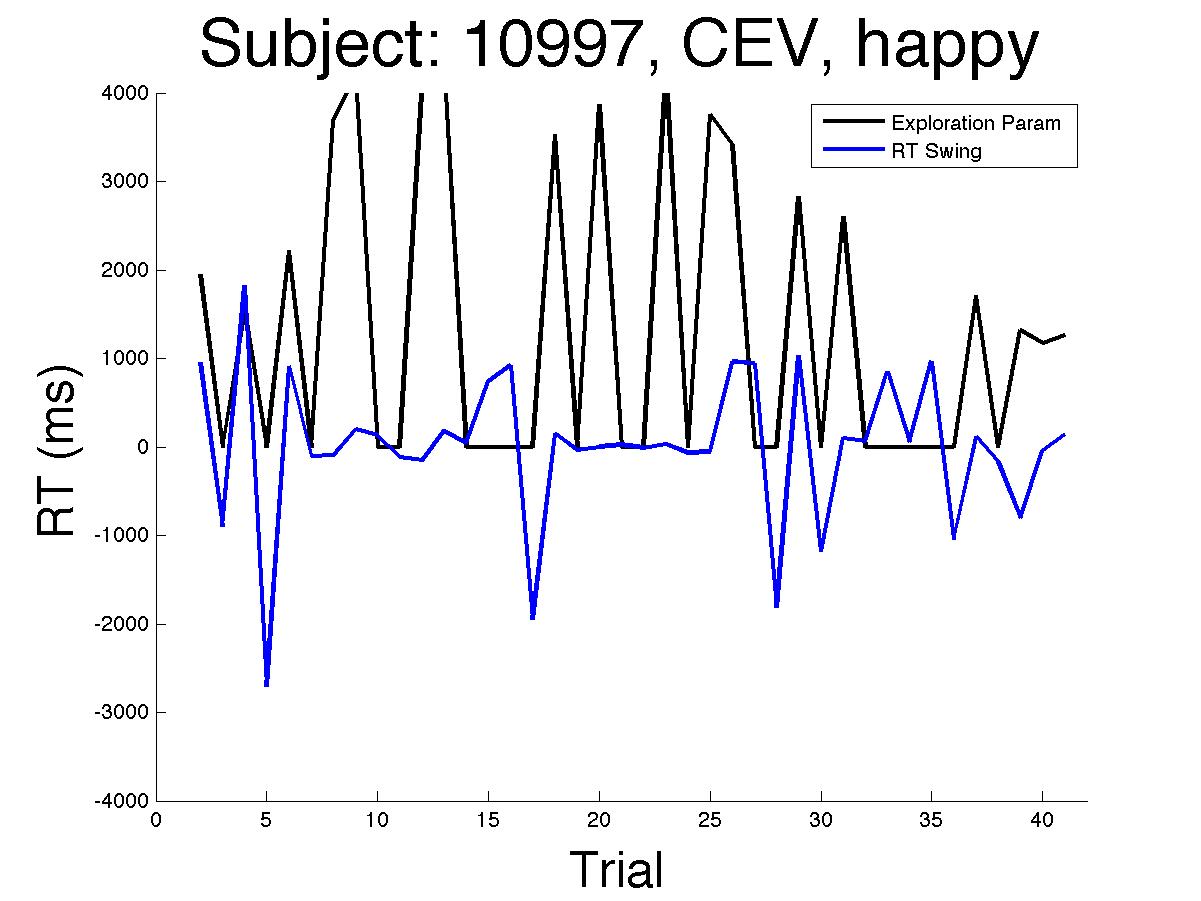 Subject: 10997, CEV, happy
Exploration Param
RT Swing
RT (ms)
4000
3000
2000
1000
0
-1000
-2000
-3000
-4000
0 5 10 15 20 25 30 35 40
Trial